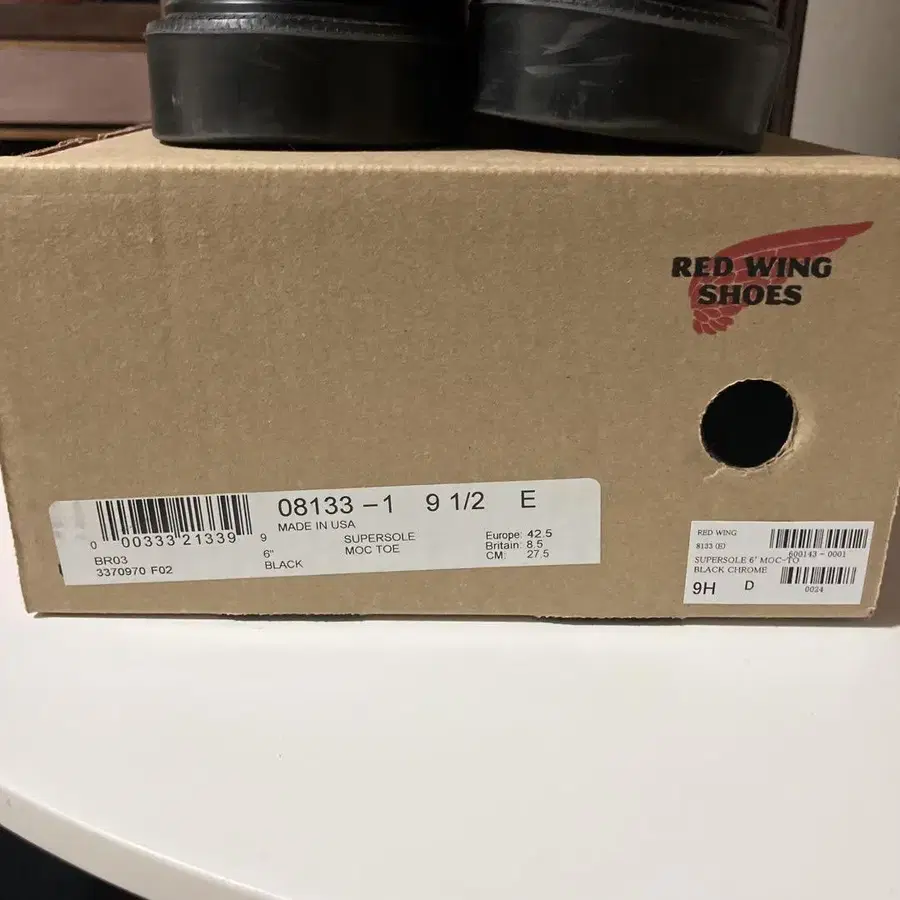 RED WING
SHOES
08133 -1 9 1/2 E
MADE IN USA
0 00333 21339 9
BR03
3370970 F02
6"
BLACK
SUPERSOLE
MOC TOE
Europe: 42.5
Britain: 8.5
CM: 27.5
RED WING
8133 (E)
600143-0001
SUPERSOLE 6" MOC-TO
BLACK CHROME
9H D
0024